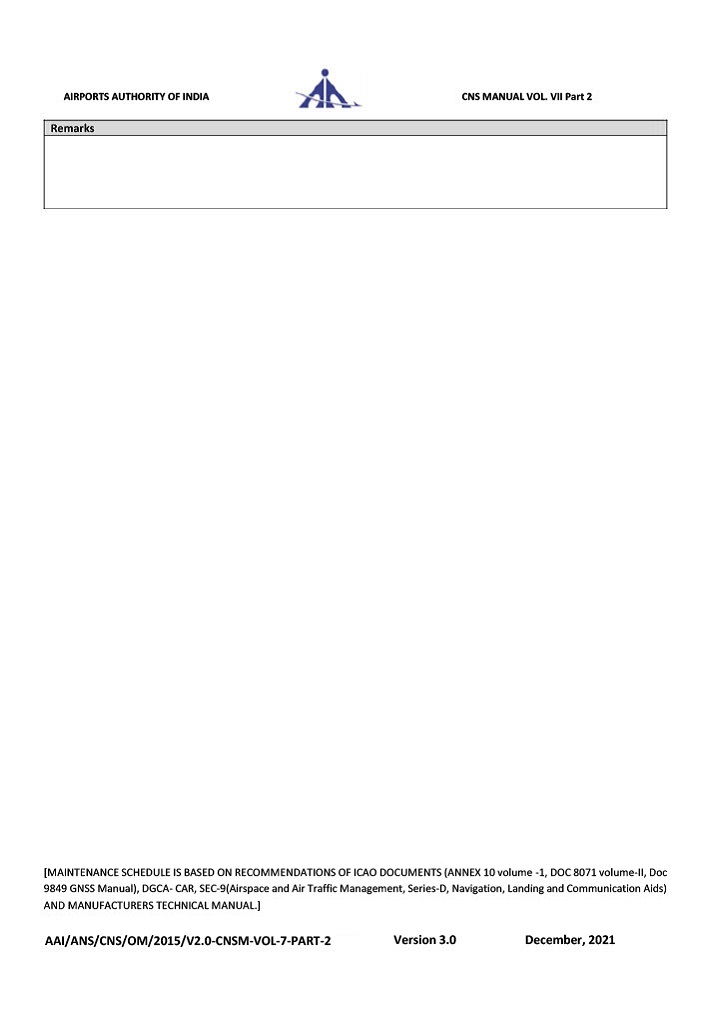 AIRPORTS AUTHORITY OF INDIA CNS MANUAL VOL. VII Part 2
Remarks
[MAINTENANCE SCHEDULE IS BASED ON RECOMMENDATIONS OF ICAO DOCUMENTS (ANNEX 10 volume -1, DOC 8071 volume-II, Doc
9849 GNSS Manual), DGCA- CAR, SEC-9(Airspace and Air Traffic Management, Series-D, Navigation, Landing and Communication Aids)
AND MANUFACTURERS TECHNICAL MANUAL.]
AAI/ANS/CNS/OM/2015/V2.0-CNSM-VOL-7-PART-2 Version 3.0 December, 2021